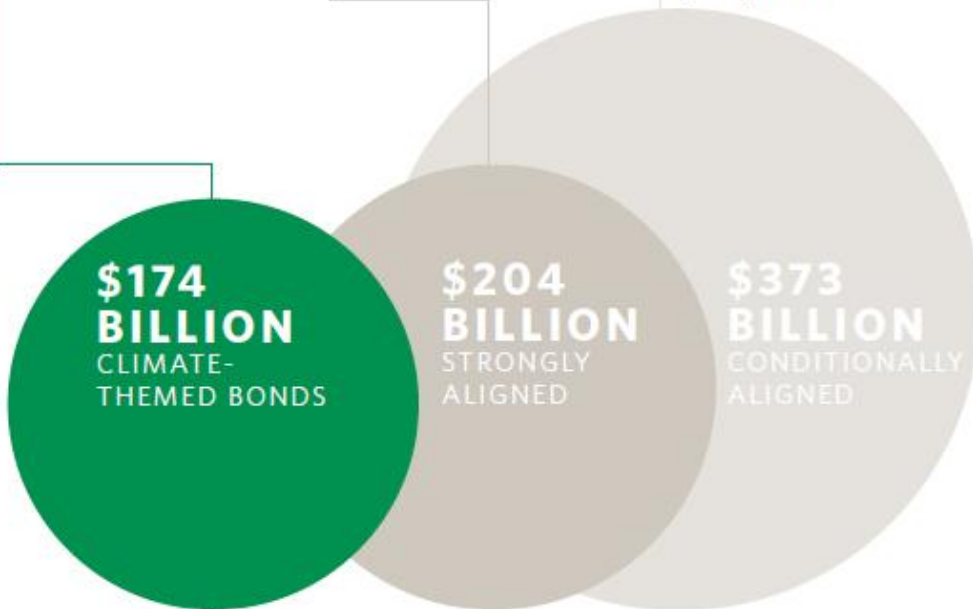 $174
BILLION
CLIMATE-
THEMED BONDS
$204
BILLION
STRONGLY
ALIGNED
$373
BILLION
CONDITIONALLY
ALIGNED